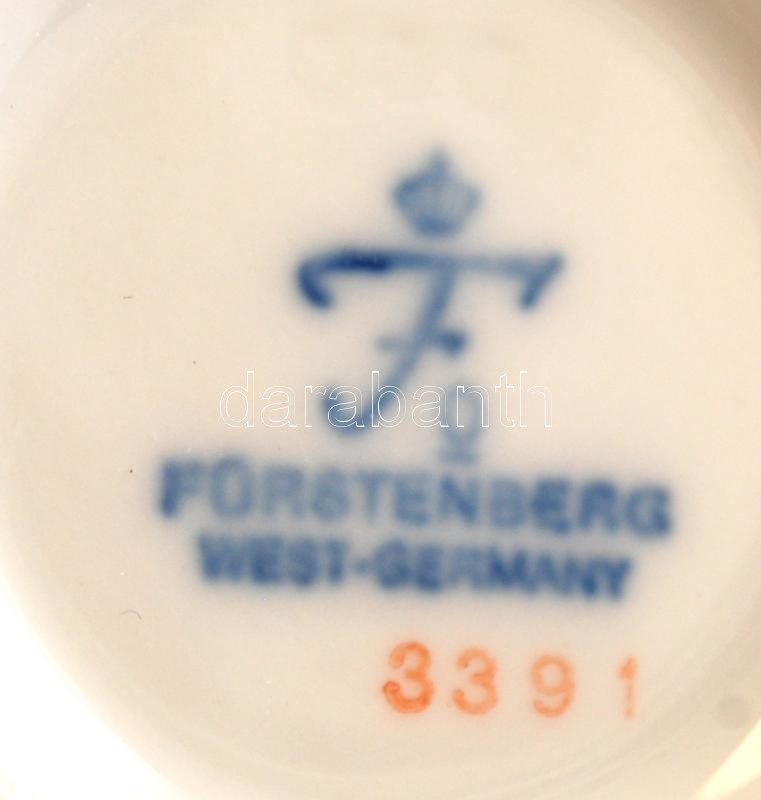 F
darabanth
FÜRSTENBERG
WEST-GERMANY
3391